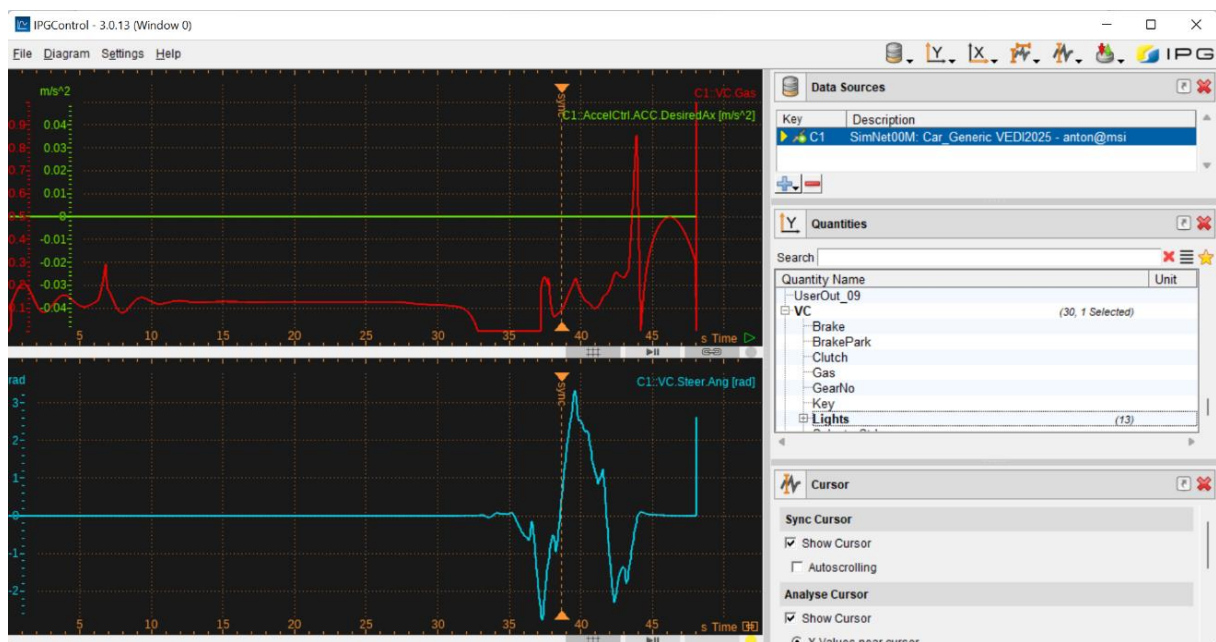 IPGControl - 3.0.13 (Window 0)
File Diagram Settings Help
IPG
m/s^2
C1::VC.Gas
C1::AccelCtrl.ACC.DesiredAx [m/s^2]
sync
0.9 0.04
0.8 0.03
0.7 0.02
0.6 0.01
0.5 0
0.4 -0.01
0.3 -0.02
0.2 -0.03
0.1 -0.04
5 10 15 20 25 30 35 40 45 s Time
rad
C1::VC.Steer.Ang [rad]
sync
3
2
1
0
-1
-2
5 10 15 20 25 30 35 40 45 s Time
Data Sources
Key Description
C1 SimNet00M: Car_Generic VEDI2025 - anton@msi
Quantities
Search
Quantity Name Unit
UserOut_09
VC (30, 1 Selected)
Brake
BrakePark
Clutch
Gas
GearNo
Key
Lights (13)
Cursor
Sync Cursor
Show Cursor
Autoscrolling
Analyse Cursor
Show Cursor
X Values near cursor